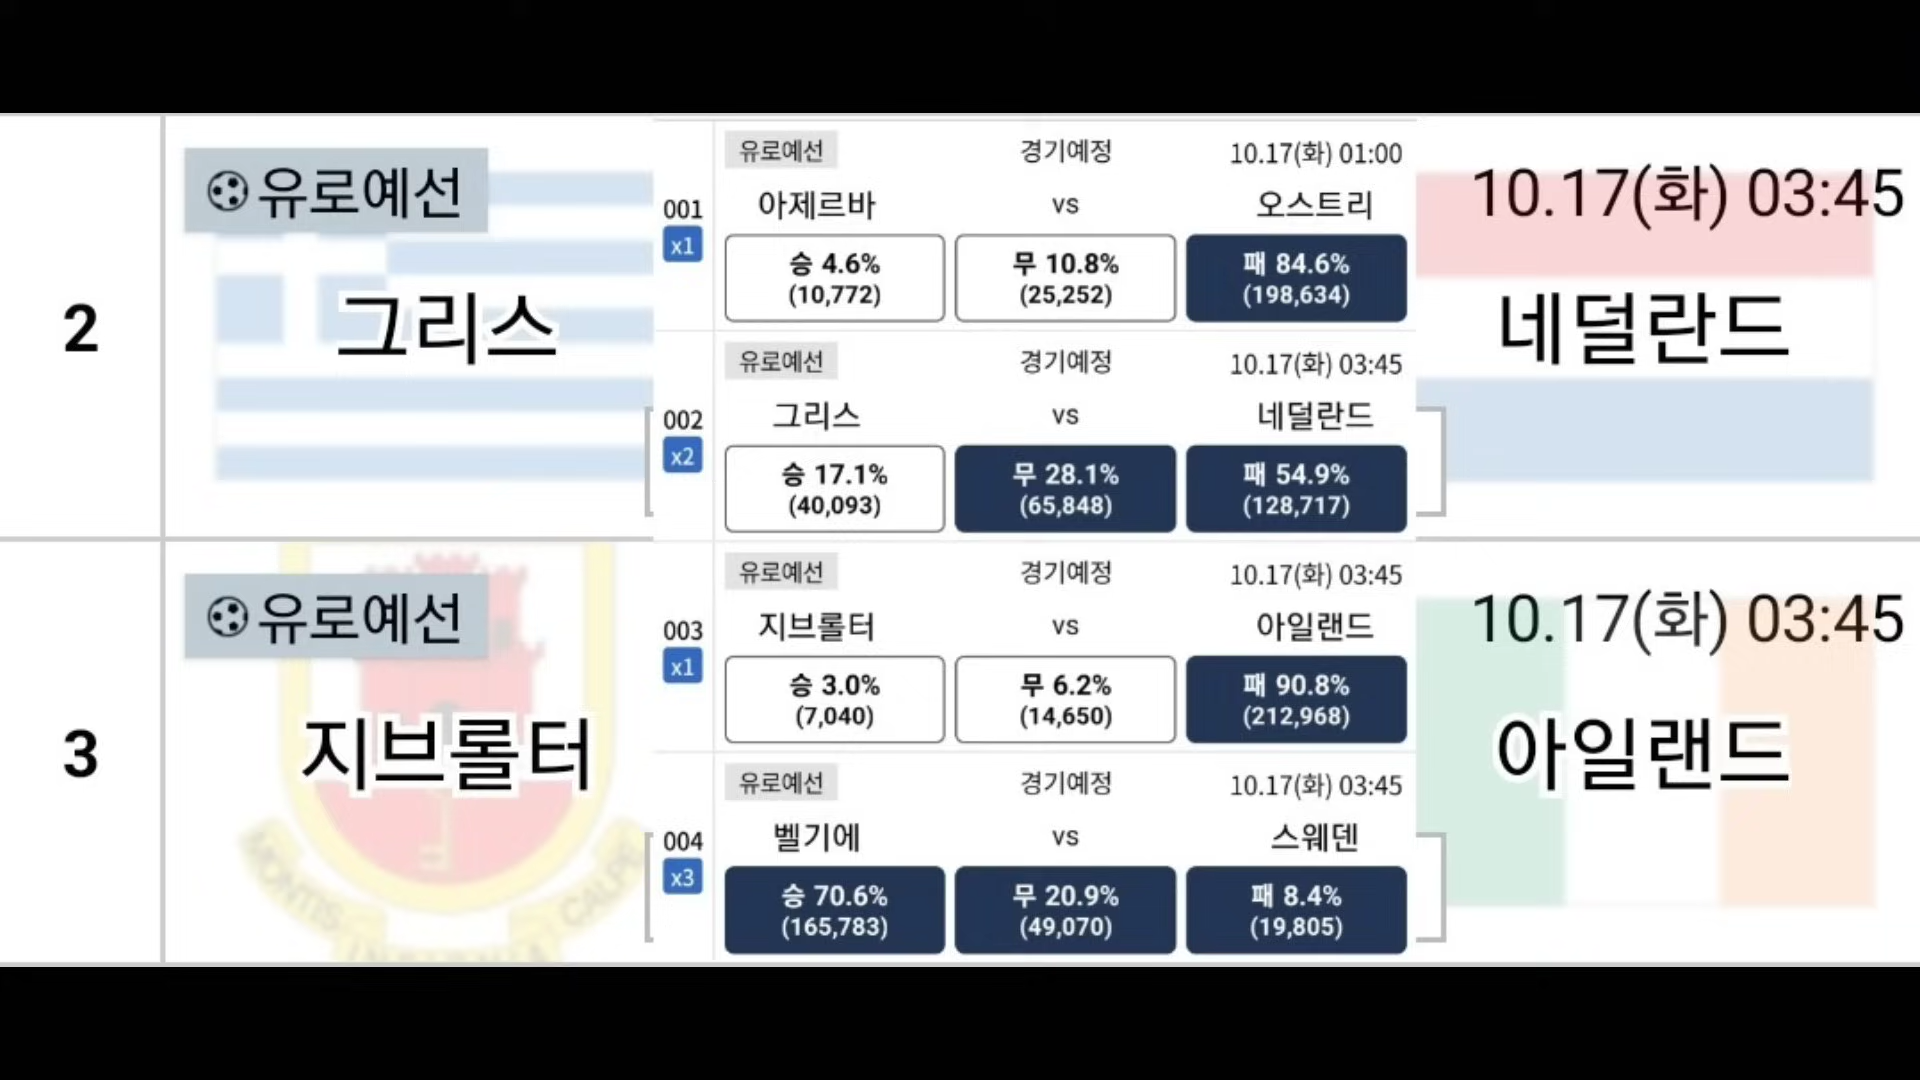 2
유로예선
그리스
10.17(화) 03:45
네덜란드
3
유로예선
지브롤터
MONTIS
CALPE
10.17(화) 03:45
아일랜드
유로예선 경기예정 10.17(화) 01:00
001 아제르바 vs 오스트리
x1
승 4.6% 무 10.8% 패 84.6%
(10,772) (25,252) (198,634)
유로예선 경기예정 10.17(화) 03:45
002 그리스 vs 네덜란드
x2
승 17.1% 무 28.1% 패 54.9%
(40,093) (65,848) (128,717)
유로예선 경기예정 10.17(화) 03:45
003 지브롤터 vs 아일랜드
x1
승 3.0% 무 6.2% 패 90.8%
(7,040) (14,650) (212,968)
유로예선 경기예정 10.17(화) 03:45
004 벨기에 vs 스웨덴
x3
승 70.6% 무 20.9% 패 8.4%
(165,783) (49,070) (19,805)